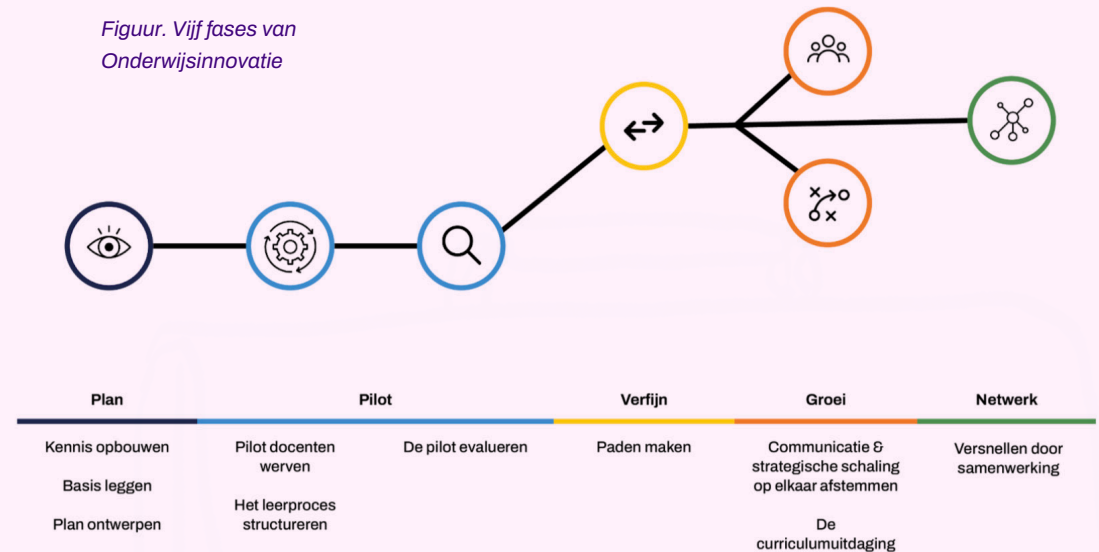 Figuur. Vijf fases van
Onderwijsinnovatie
Plan
Pilot
Verfijn
Groei
Netwerk
Kennis opbouwen
Basis leggen
Plan ontwerpen
Pilot docenten
werven
Het leerproces
structureren
De pilot evalueren
Paden maken
Communicatie &
strategische schaling
op elkaar afstemmen
De
curriculumuitdaging
Versnellen door
samenwerking